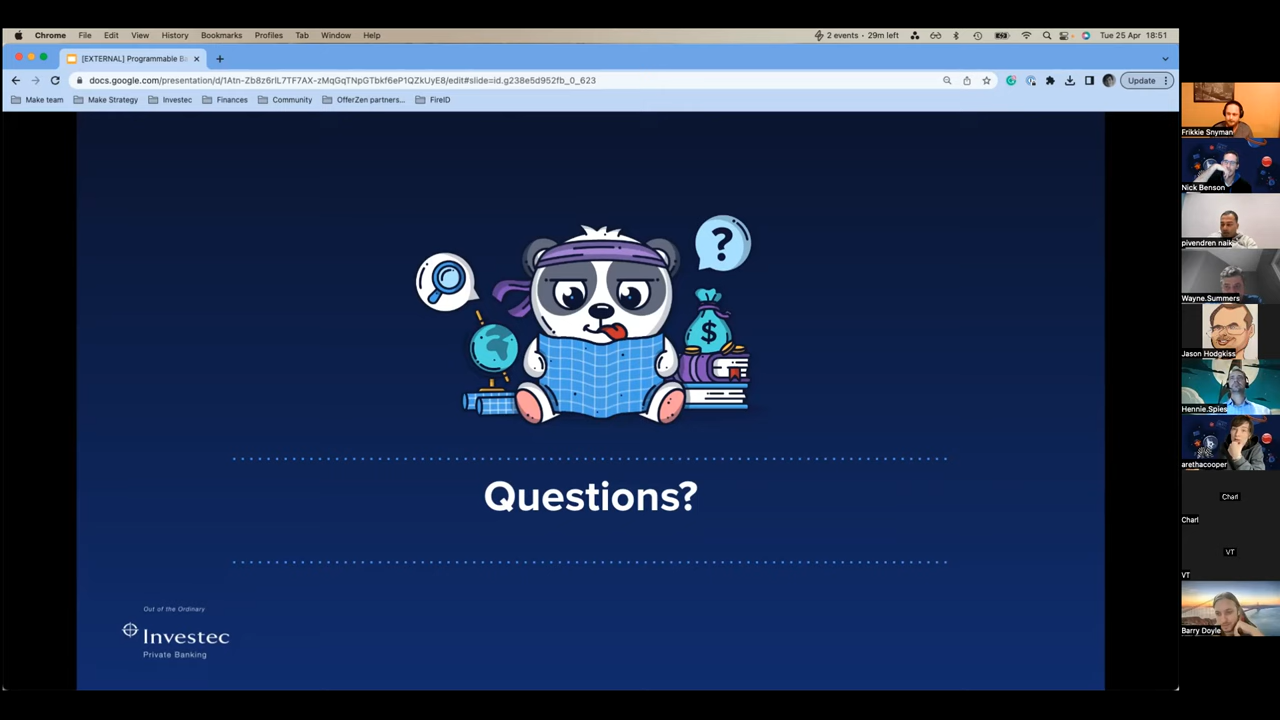 Chrome File Edit View History Bookmarks Profiles Tab Window Help 2 events · 29m left Tue 25 Apr 18:51
[EXTERNAL] Programmable Ba
docs.google.com/presentation/d/1Atn-Zb8z6rlL7TF7AX-zMqGqTNpGTbkf6eP1QZkUyE8/edit#slide=id.g238e5d952fb_0_623
Update
Make team Make Strategy Investec Finances Community OfferZen partners... FireID
?
$
Questions?
Out of the Ordinary
Investec
Private Banking
Frikkie Snyman
Nick Benson
pivendren naik
Wayne.Summers
Jason Hodgkiss
Hennie.Spies
arethacooper
Charl
Charl
VT
VT
Barry Doyle